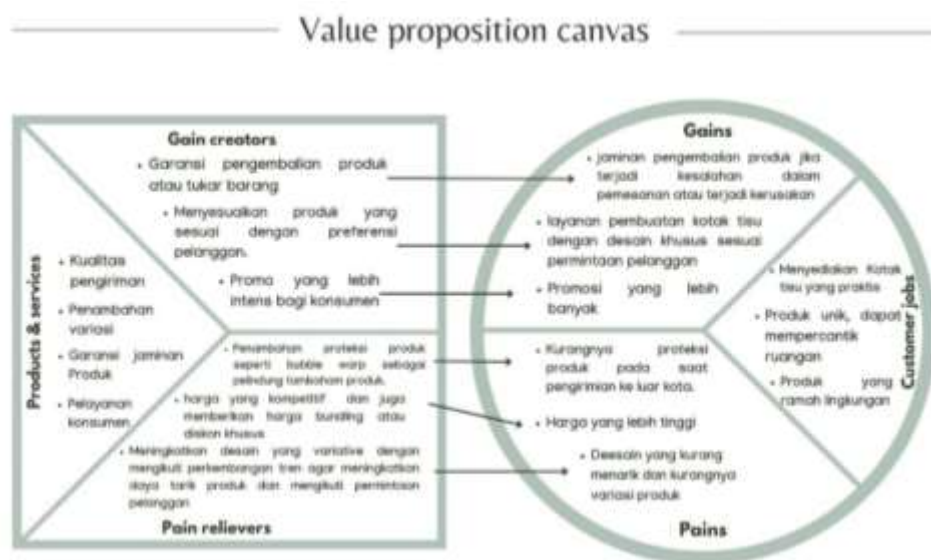 Value proposition canvas
Gain creators
• Garansi pengembalian produk
atau tukar barang
• Menyesuaikan produk yang
sesuai dengan preferensi
pelanggan.
• Promo yang lebih
intens bagi konsumen
Products & services
• Kualitas
pengiriman
• Penambahan
variasi
• Garansi jaminan
Produk
• Pelayanan
konsumen
• Penambahan proteksi produk
seperti bubble warp sebagai
pelindung tambahan produk.
• harga yang kompetitif dan juga
memberikan harga bunding atau
diskon khusus
• Meningkatkan desain yang variative dengan
mengikuti perkembangan tren agar meningkatkan
daya tarik produk dan mengikuti permintaan
pelanggan
Pain relievers
Gains
• jaminan pengembalian produk jika
terjadi kesalahan dalam
pemesanan atau terjadi kerusakan
• layanan pembuatan kotak tisu
dengan desain khusus sesuai
permintaan pelanggan
• Promosi yang lebih
banyak
• Menyediakan Kotak
tisu yang praktis
• Produk unik, dapat
mempercantik
ruangan
• Produk yang
ramah lingkungan
Customer jobs
• Kurangnya proteksi
produk pada saat
pengirimian ke luar kota.
• Harga yang lebih tinggi
• Deesain yang kurang
menarik dan kurangnya
variasi produk
Pains